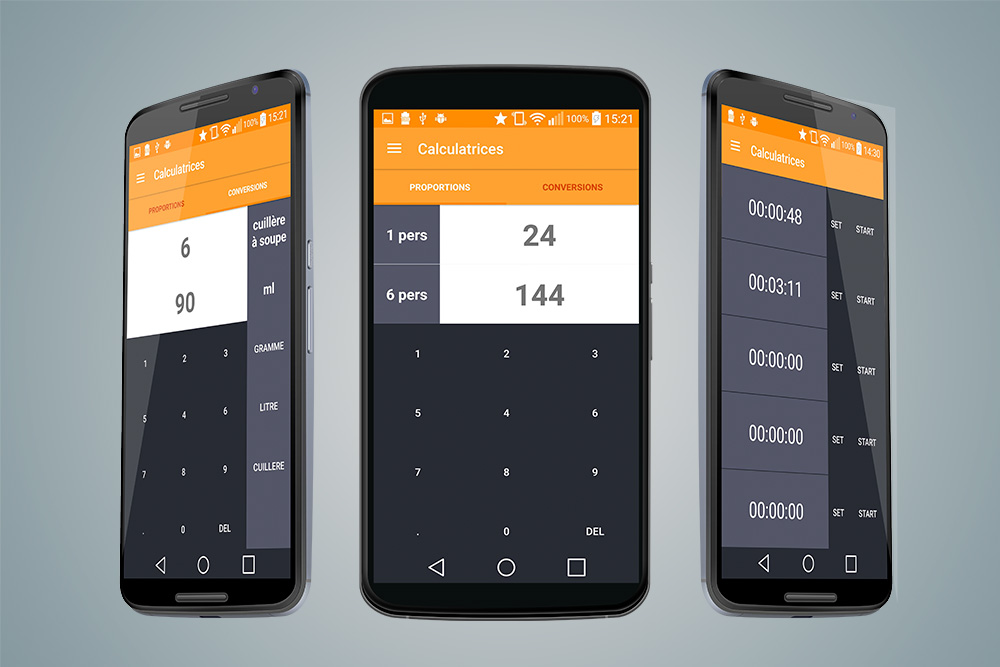 100% 15:21
Calculatrices
PROPORTIONS CONVERSIONS
6
cuillère
à soupe
90
ml
1 2 3
GRAMME
5 4 6
LITRE
7 8 9
CUILLERE
. 0 DEL
100% 15:21
Calculatrices
PROPORTIONS CONVERSIONS
1 pers 24
6 pers 144
1 2 3
5 4 6
7 8 9
. 0 DEL
100% 14:30
Calculatrices
00:00:48 SET START
00:03:11 SET START
00:00:00 SET START
00:00:00 SET START
00:00:00 SET START